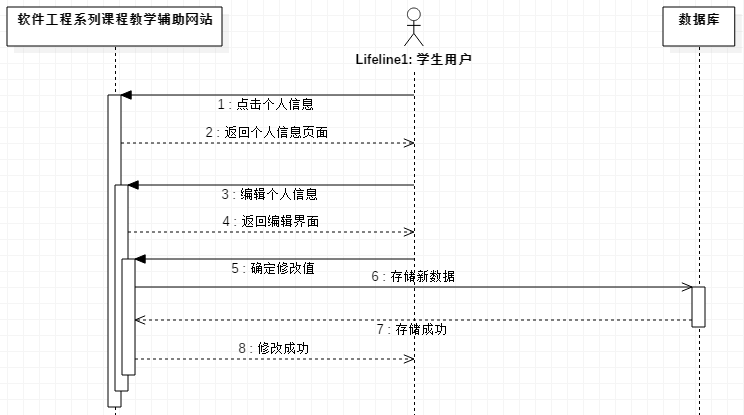 软件工程系列课程教学辅助网站
Lifeline1: 学生用户
数据库
1 : 点击个人信息
2 : 返回个人信息页面
3 : 编辑个人信息
4 : 返回编辑界面
5 : 确定修改值
6 : 存储新数据
7 : 存储成功
8 : 修改成功